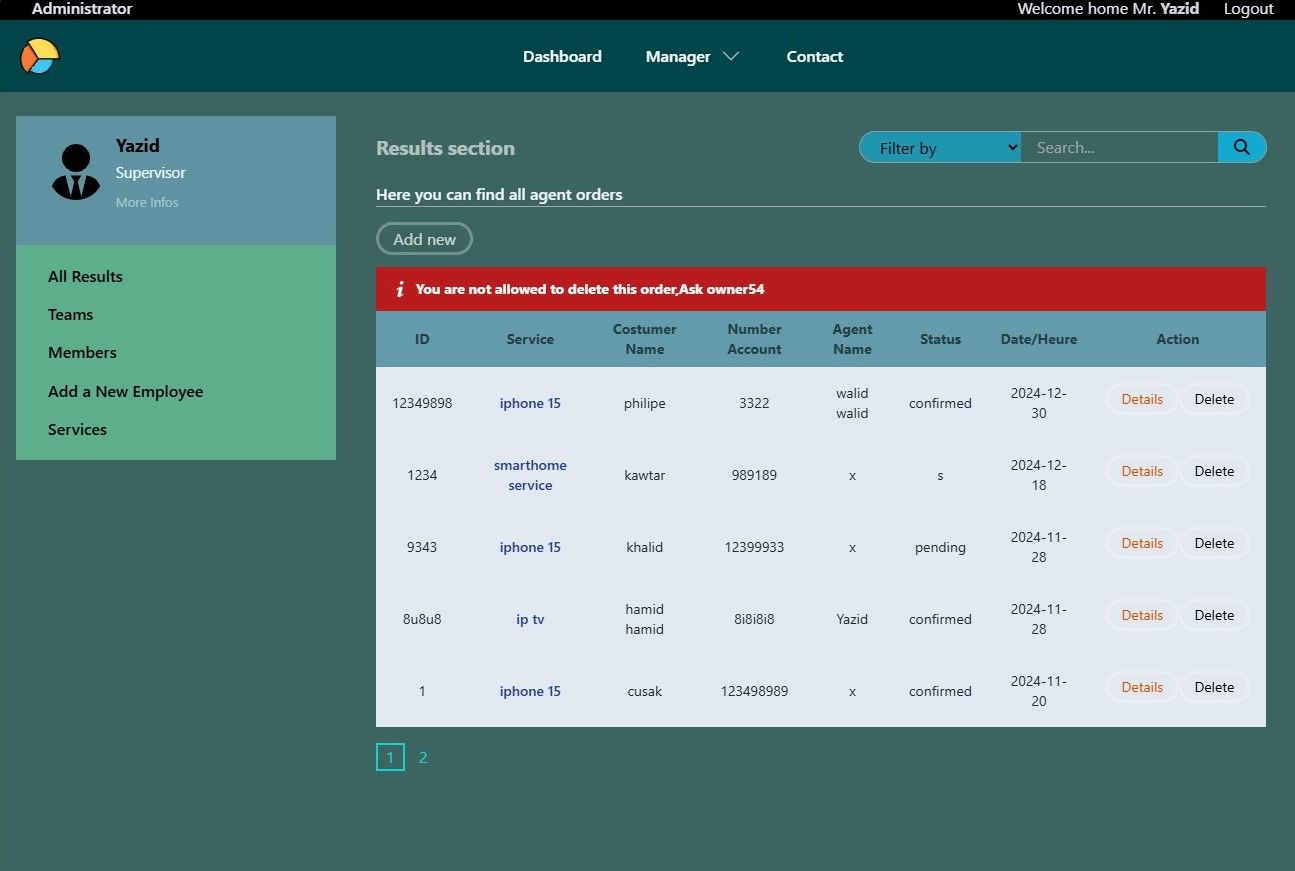 Administrator
Welcome home Mr. Yazid
Logout
Dashboard
Manager
Contact
Yazid
Supervisor
More Infos
All Results
Teams
Members
Add a New Employee
Services
Results section
Filter by
Search...
Here you can find all agent orders
Add new
i You are not allowed to delete this order,Ask owner54
ID Service Costumer Name Number Account Agent Name Status Date/Heure Action
12349898 iphone 15 philipe 3322 walid walid confirmed 2024-12-30 Details Delete
1234 smarthome service kawtar 989189 x s 2024-12-18 Details Delete
9343 iphone 15 khalid 12399933 x pending 2024-11-28 Details Delete
8u8u8 ip tv hamid hamid 8i8i8i8 Yazid confirmed 2024-11-28 Details Delete
1 iphone 15 cusak 123498989 x confirmed 2024-11-20 Details Delete
1 2